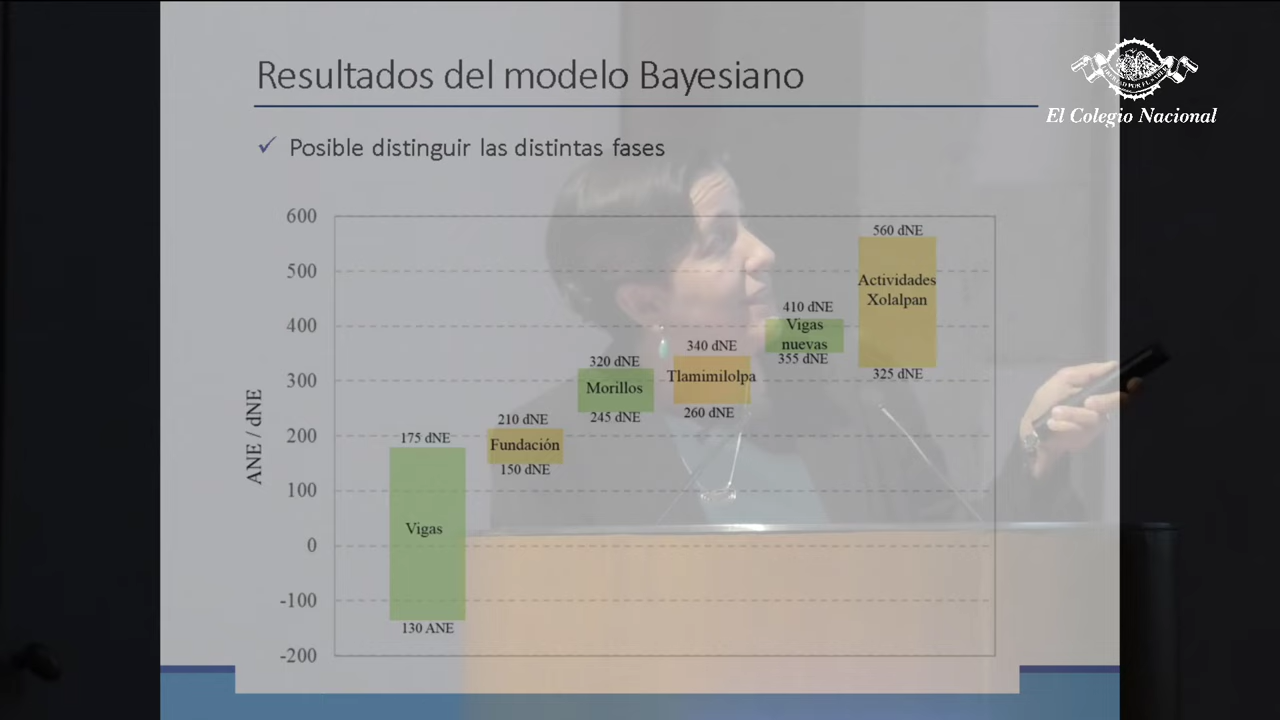 Resultados del modelo Bayesiano
El Colegio Nacional
✓ Posible distinguir las distintas fases
ANE / dNE
600
500
400
300
200
100
0
-100
-200
175 dNE
Vigas
130 ANE
210 dNE
Fundación
150 dNE
320 dNE
Morillos
245 dNE
340 dNE
Tlamimilolpa
260 dNE
410 dNE
Vigas
nuevas
355 dNE
560 dNE
Actividades
Xolalpan
325 dNE